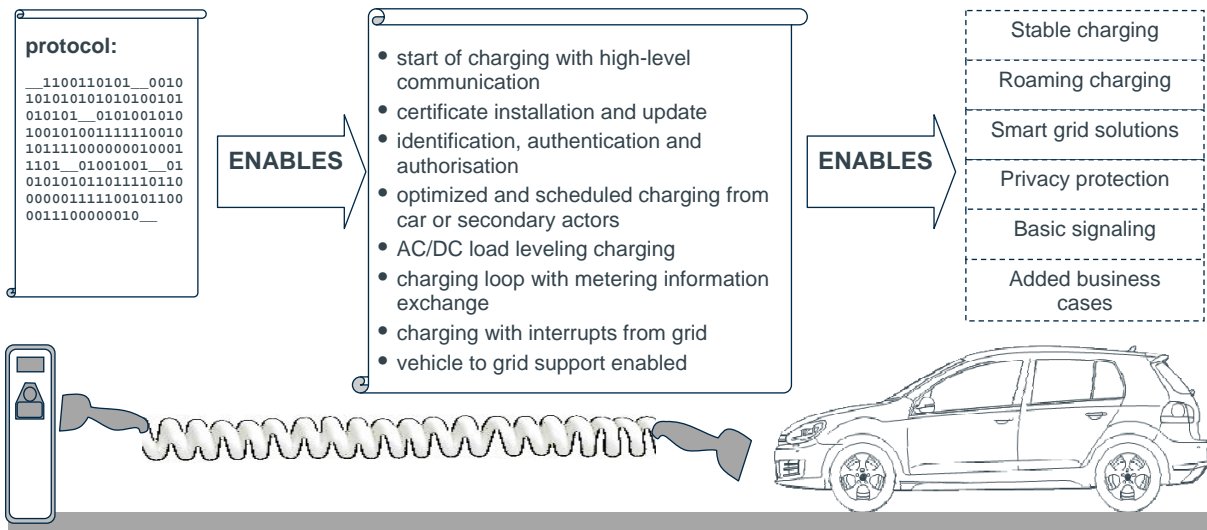 protocol:
__1100110101__0010
101010101010100101
010101__0101001010
100101001111110010
101111000000010001
1101__01001001__01
010101011011110110
000001111100101100
0011100000010__
ENABLES
• start of charging with high-level
communication
• certificate installation and update
• identification, authentication and
authorisation
• optimized and scheduled charging from
car or secondary actors
• AC/DC load leveling charging
• charging loop with metering information
exchange
• charging with interrupts from grid
• vehicle to grid support enabled
ENABLES
Stable charging
Roaming charging
Smart grid solutions
Privacy protection
Basic signaling
Added business
cases